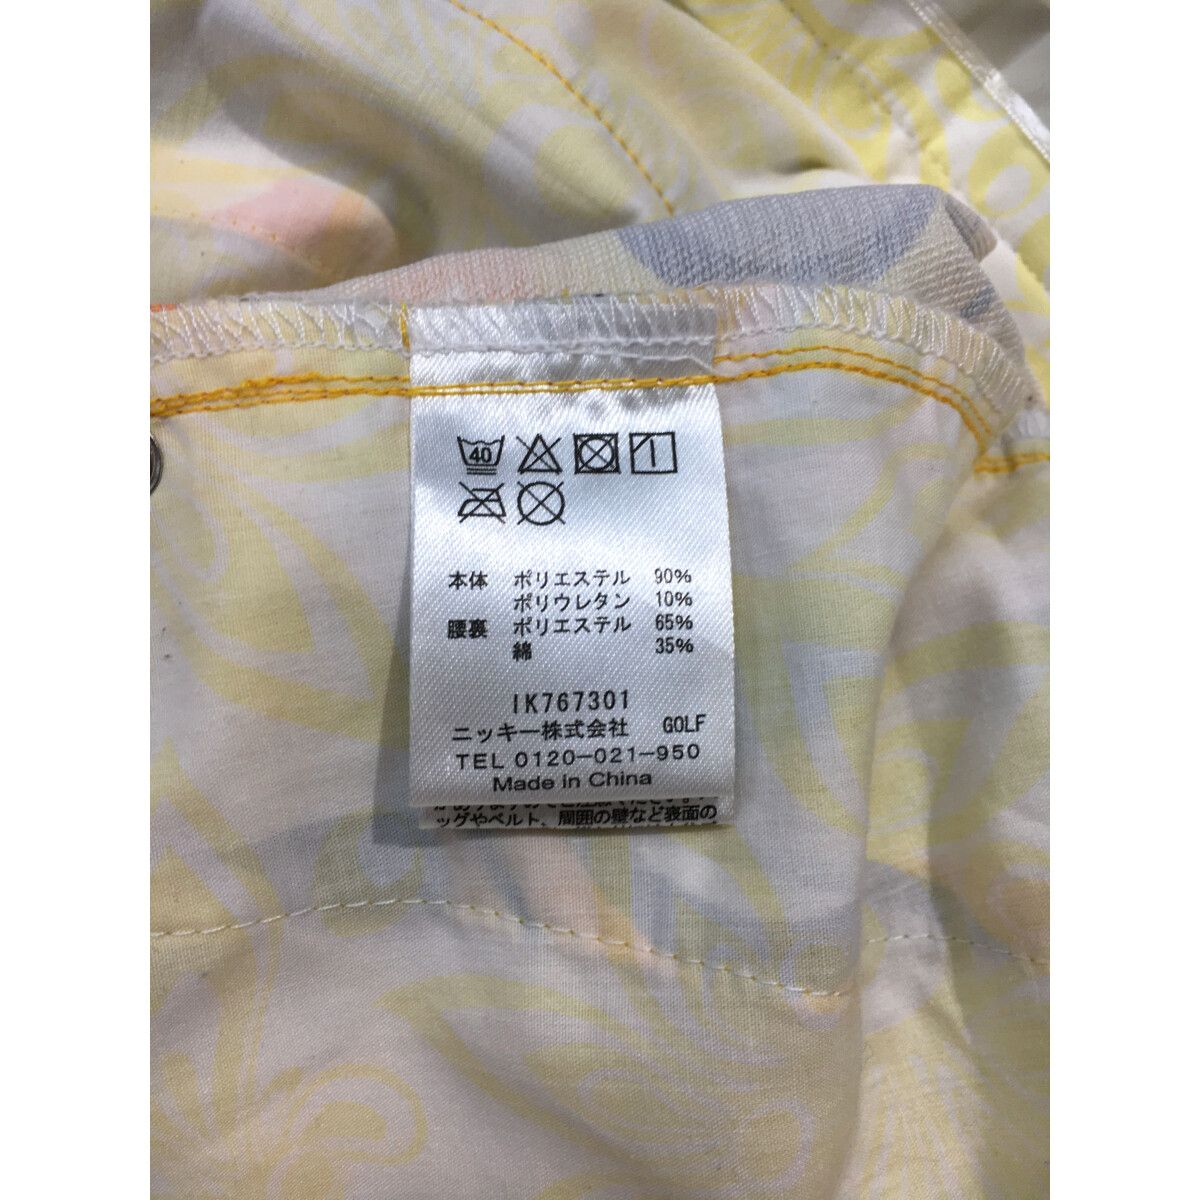 40
本体 ポリエステル 90%
ポリウレタン 10%
腰裏 ポリエステル 65%
綿 35%
IK767301
ニッキー株式会社 GOLF
TEL 0120-021-950
Made in China
ッグやベルト、周囲の壁など表面の